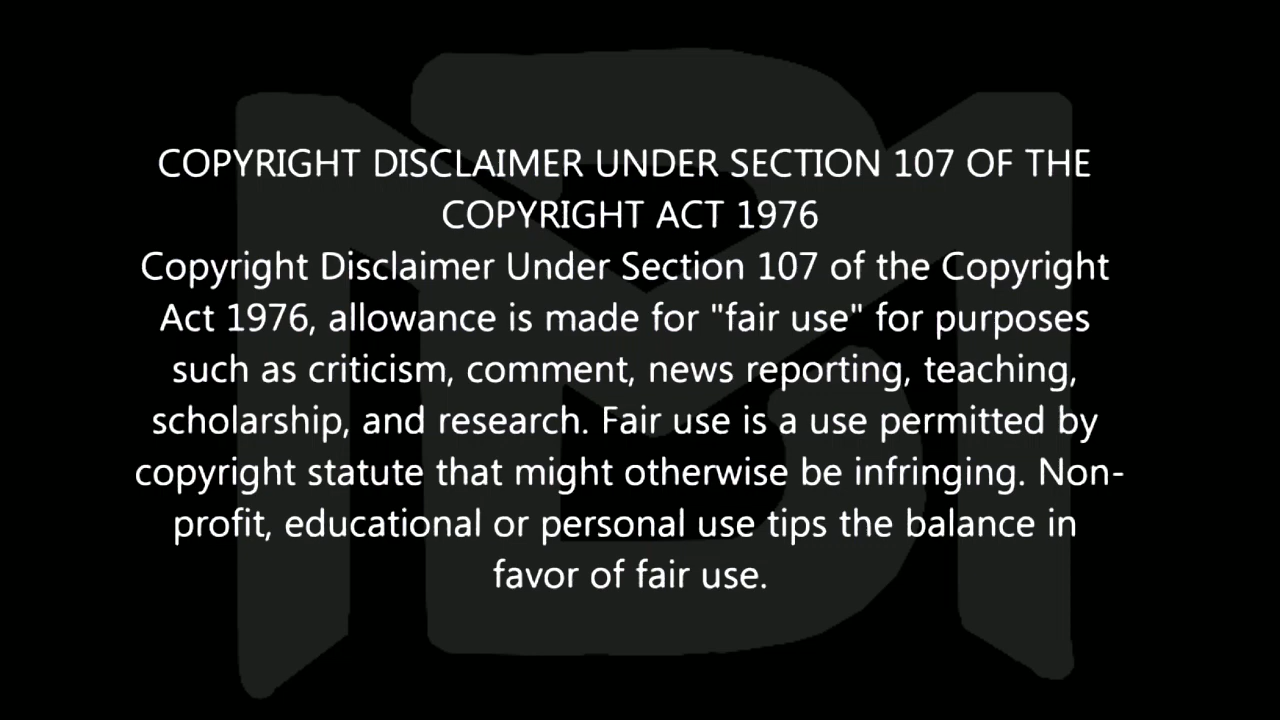 COPYRIGHT DISCLAIMER UNDER SECTION 107 OF THE
COPYRIGHT ACT 1976
Copyright Disclaimer Under Section 107 of the Copyright
Act 1976, allowance is made for "fair use" for purposes
such as criticism, comment, news reporting, teaching,
scholarship, and research. Fair use is a use permitted by
copyright statute that might otherwise be infringing. Non-
profit, educational or personal use tips the balance in
favor of fair use.